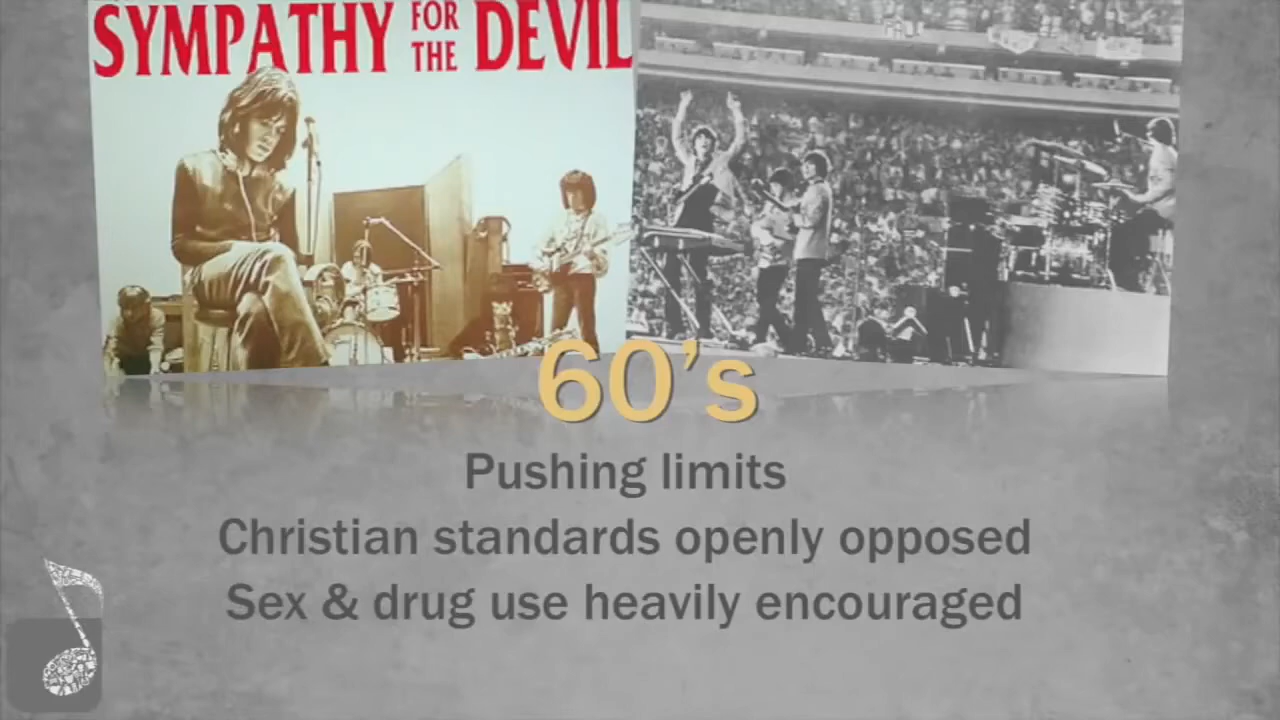 SYMPATHY FOR THE DEVIL
60's
Pushing limits
Christian standards openly opposed
Sex & drug use heavily encouraged